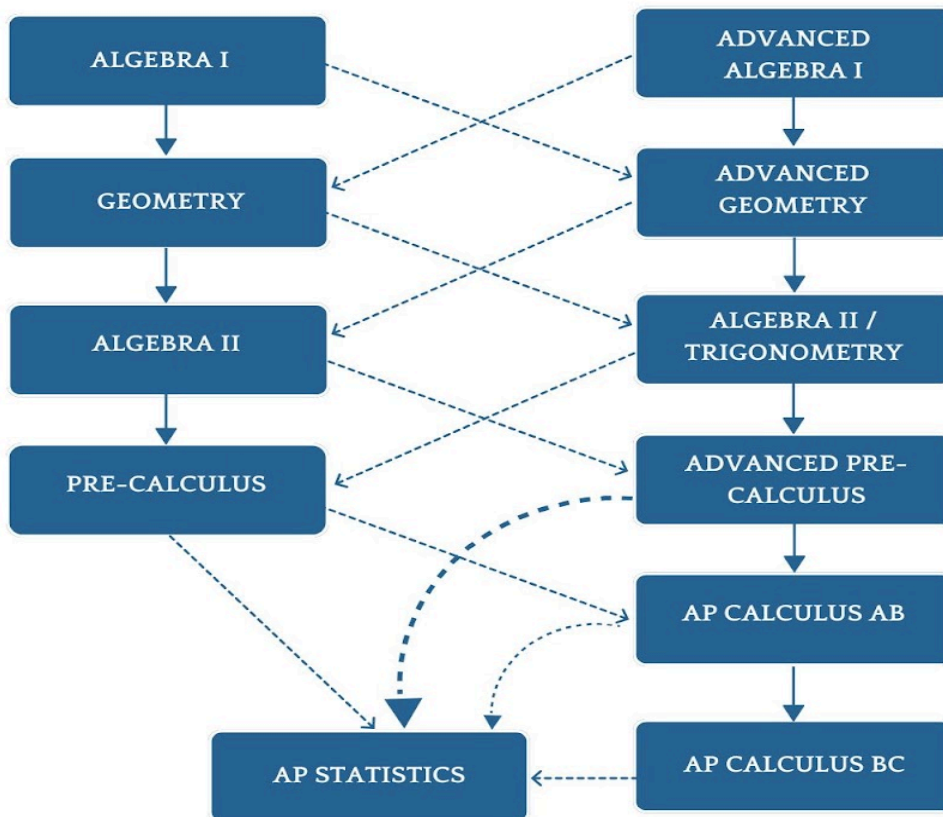 ALGEBRA I
ADVANCED
ALGEBRA I
GEOMETRY
ADVANCED
GEOMETRY
ALGEBRA II
ALGEBRA II /
TRIGONOMETRY
PRE-CALCULUS
ADVANCED PRE-
CALCULUS
AP CALCULUS AB
AP STATISTICS
AP CALCULUS BC